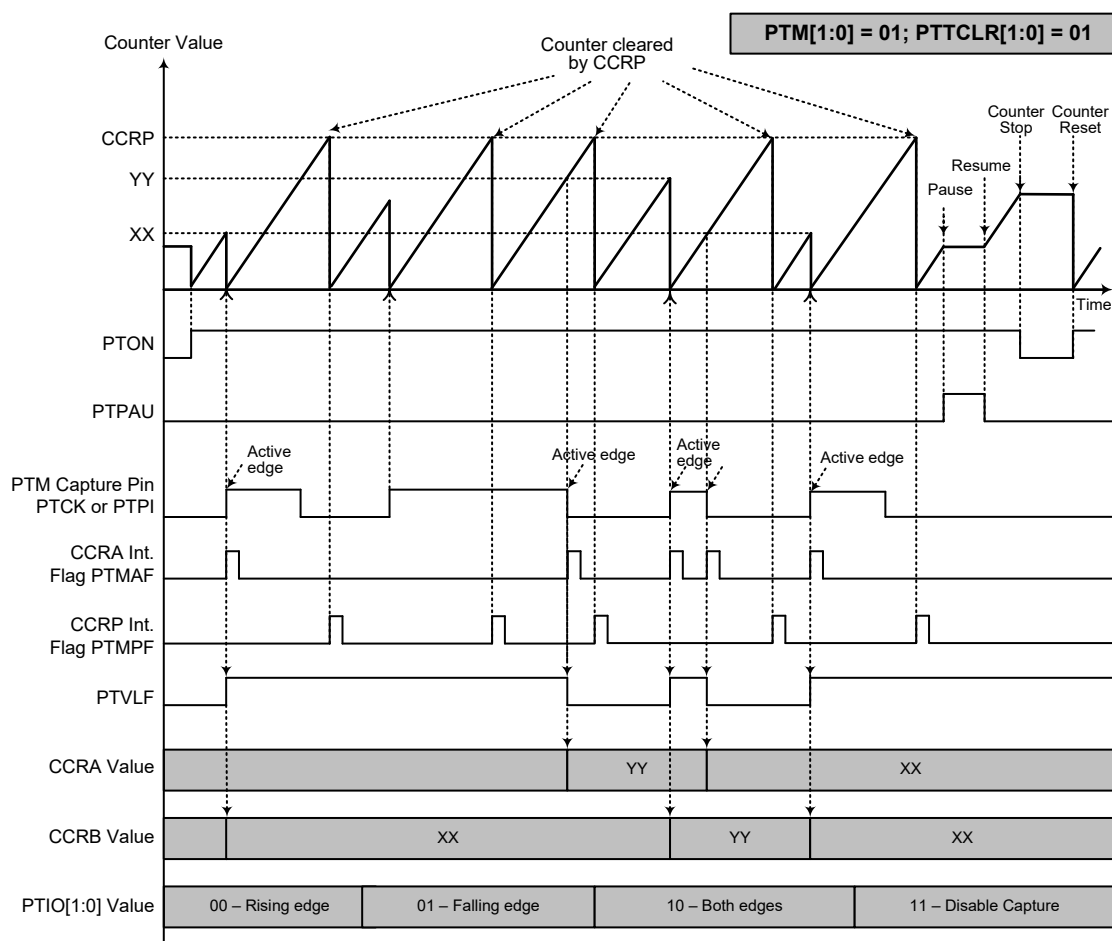 PTM[1:0] = 01; PTTCLR[1:0] = 01
Counter Value
Counter cleared
by CCRP
CCRP
YY
XX
Pause
Resume
Counter
Stop
Counter
Reset
Time
PTON
PTPAU
PTM Capture Pin
PTCK or PTPI
Active
edge
Active edge
Active
edge
Active edge
CCRA Int.
Flag PTMAF
CCRP Int.
Flag PTMPF
PTVLF
CCRA Value
YY
XX
CCRB Value
XX
YY
XX
PTIO[1:0] Value
00 – Rising edge
01 – Falling edge
10 – Both edges
11 – Disable Capture